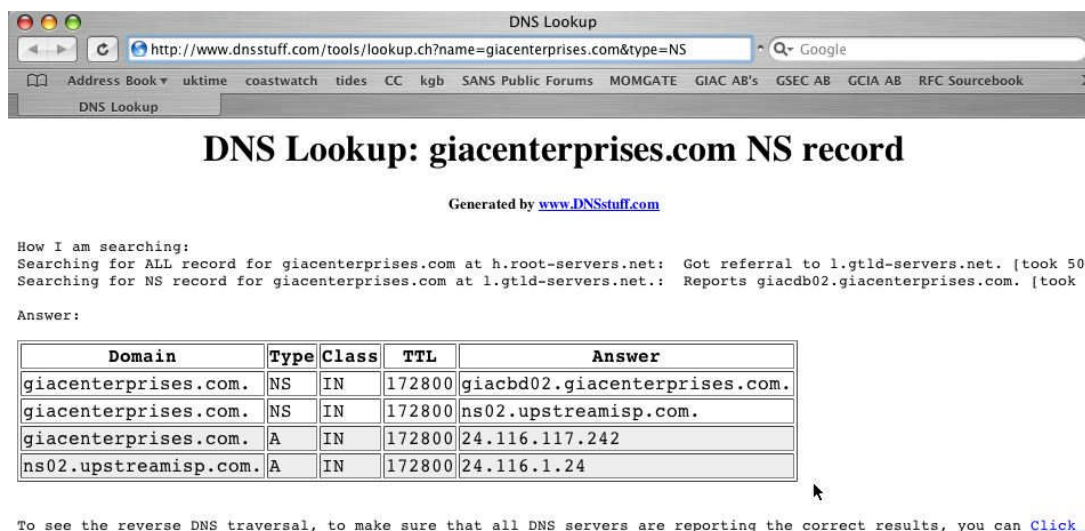 DNS Lookup
http://www.dnsstuff.com/tools/lookup.ch?name=giacenterprises.com&type=NS Google
Address Book uktime coastwatch tides CC kgb SANS Public Forums MOMGATE GIAC AB's GSEC AB GCIA AB RFC Sourcebook
DNS Lookup
DNS Lookup: giacenterprises.com NS record
Generated by www.DNSstuff.com
How I am searching:
Searching for ALL record for giacenterprises.com at h.root-servers.net: Got referral to l.gtld-servers.net. [took 50
Searching for NS record for giacenterprises.com at l.gtld-servers.net.: Reports giacdb02.giacenterprises.com. [took
Answer:
Domain Type Class TTL Answer
giacenterprises.com. NS IN 172800 giacbd02.giacenterprises.com.
giacenterprises.com. NS IN 172800 ns02.upstreamisp.com.
giacenterprises.com. A IN 172800 24.116.117.242
ns02.upstreamisp.com. A IN 172800 24.116.1.24
To see the reverse DNS traversal, to make sure that all DNS servers are reporting the correct results, you can Click